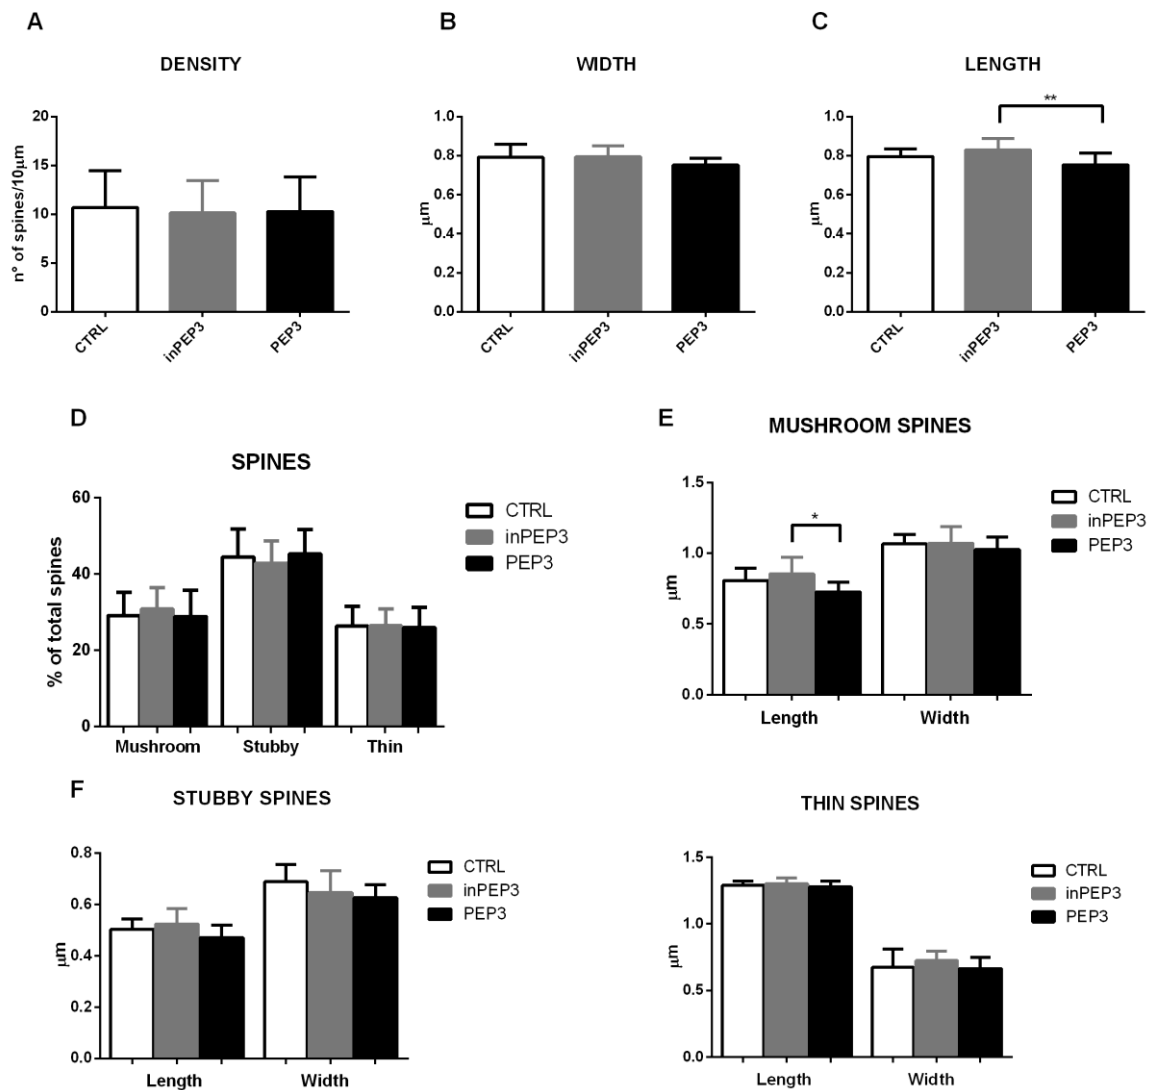 A
B
C
DENSITY
WIDTH
LENGTH
**
20
15
10
5
0
n° of spines/10µm
CTRL
inPEP3
PEP3
1.0
0.8
0.6
0.4
0.2
0.0
µm
CTRL
inPEP3
PEP3
1.0
0.8
0.6
0.4
0.2
0.0
µm
CTRL
inPEP3
PEP3
D
SPINES
60
40
20
0
% of total spines
Mushroom
Stubby
Thin
CTRL
inPEP3
PEP3
E
MUSHROOM SPINES
*
1.5
1.0
0.5
0.0
µm
Length
Width
CTRL
inPEP3
PEP3
F
STUBBY SPINES
0.8
0.6
0.4
0.2
0.0
µm
Length
Width
CTRL
inPEP3
PEP3
THIN SPINES
1.5
1.0
0.5
0.0
µm
Length
Width
CTRL
inPEP3
PEP3